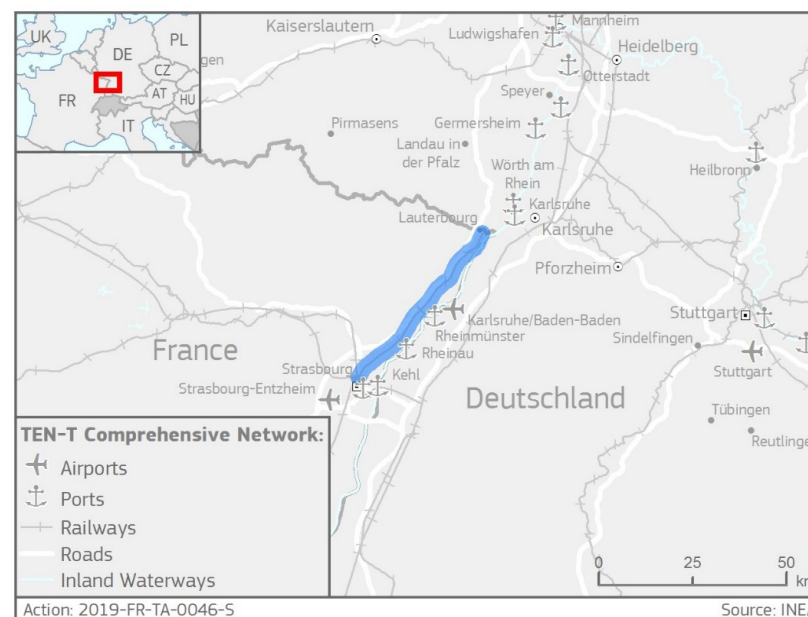 UK
DE
PL
CZ
FR
AT
HU
IT
gen
Kaiserslautern
Mannheim
Ludwigshafen
Heidelberg
Otterstadt
Speyer
Pirmasens
Germersheim
Landau in
der Pfalz
Heilbronn
Wörth am
Rhein
Karlsruhe
Lauterbourg
Karlsruhe
Pforzheim
Stuttgart
Karlsruhe/Baden-Baden
Rheinmünster
Sindelfingen
France
Rheinau
Strasbourg
Stuttgart
Kehl
Strasbourg-Entzheim
Deutschland
Tübingen
Reutlinge
TEN-T Comprehensive Network:
Airports
Ports
Railways
Roads
Inland Waterways
0 25 50
km
Action: 2019-FR-TA-0046-S
Source: INEA